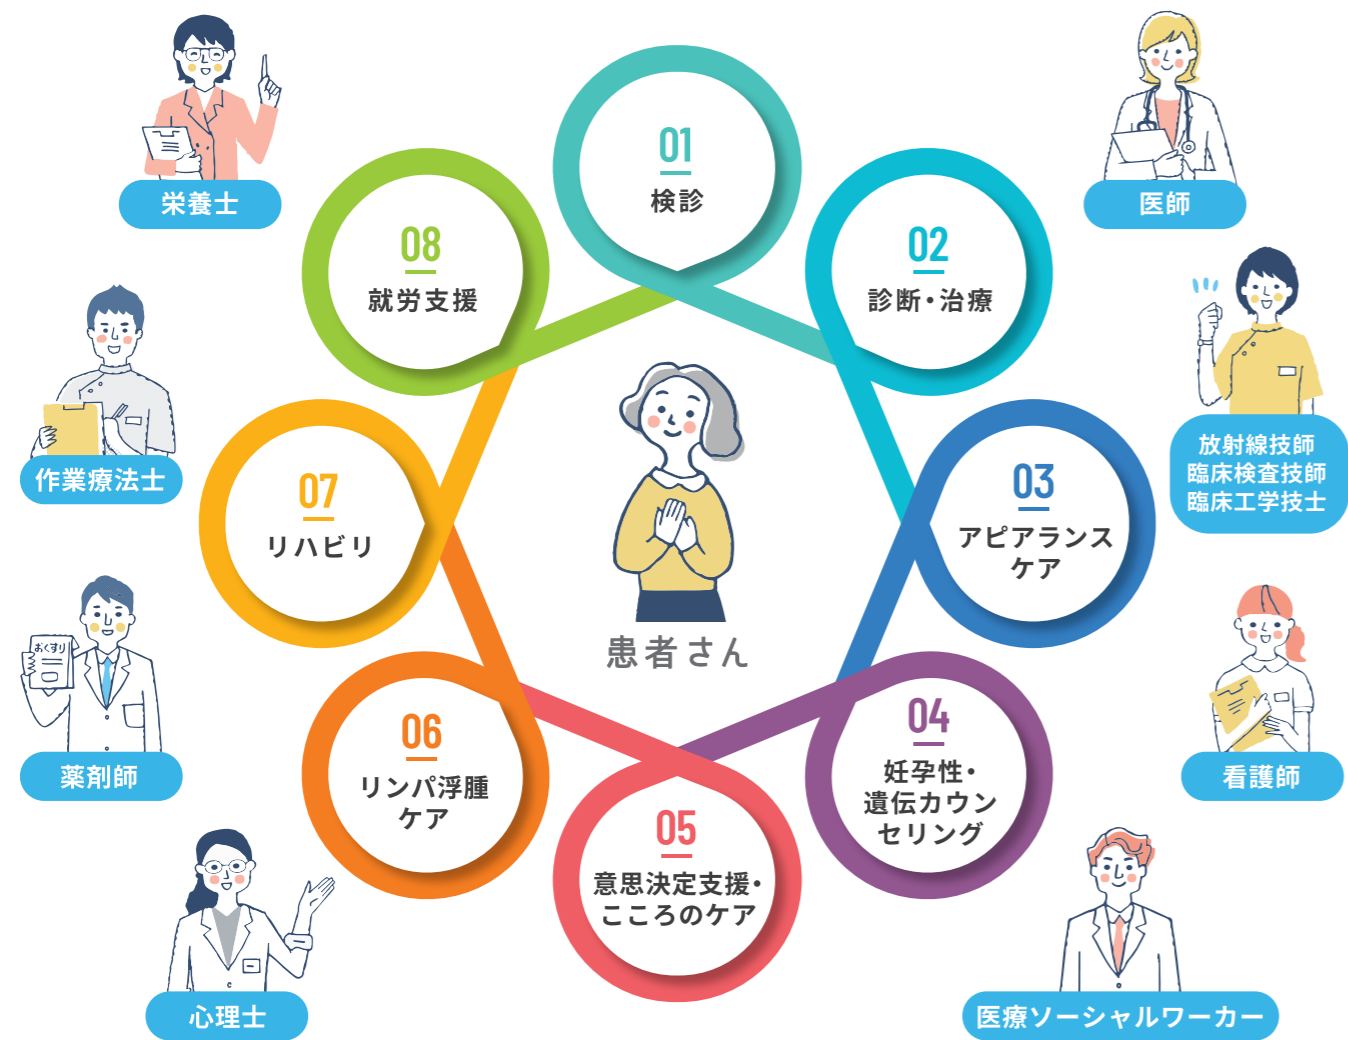 01
検診
02
診断・治療
03
アピアランス
ケア
04
妊孕性・
遺伝カウン
セリング
05
意思決定支援・
こころのケア
06
リンパ浮腫
ケア
07
リハビリ
08
就労支援
患者さん
医師
放射線技師
臨床検査技師
臨床工学技士
看護師
医療ソーシャルワーカー
心理士
おくすり
薬剤師
作業療法士
栄養士